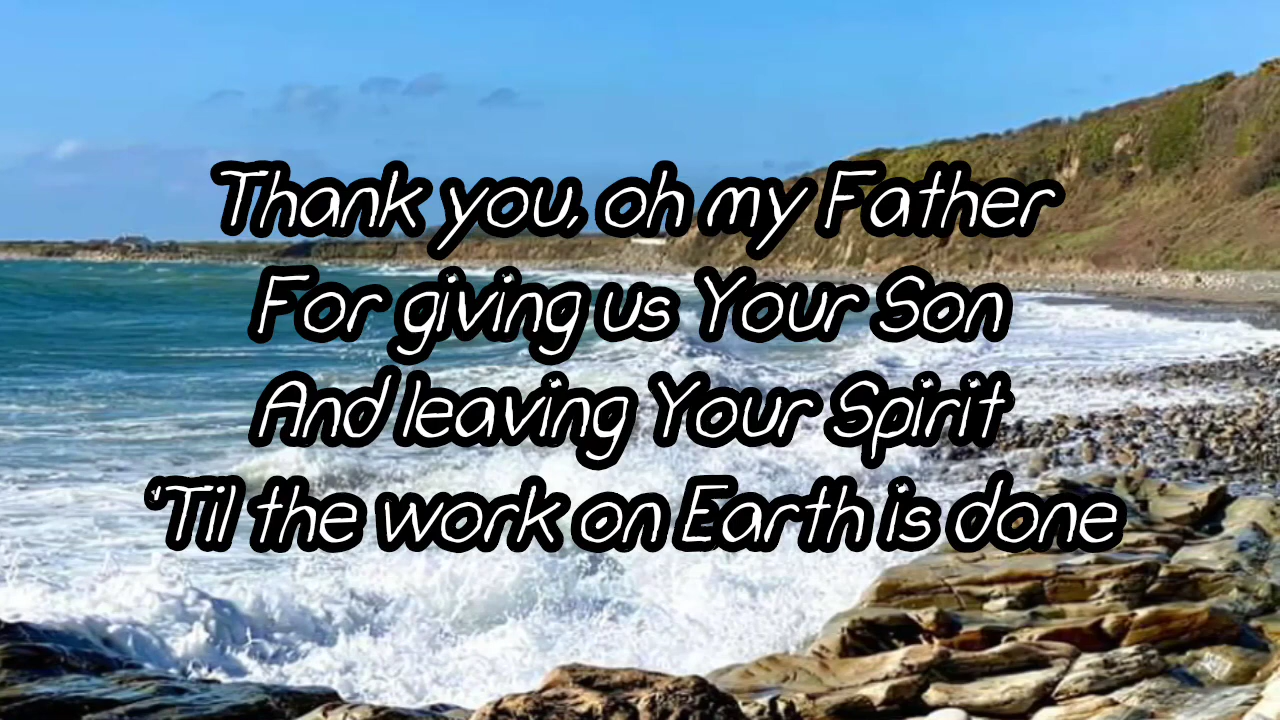 Thank you, oh my Father
For giving us Your Son
And leaving Your Spirit
'Til the work on Earth is done